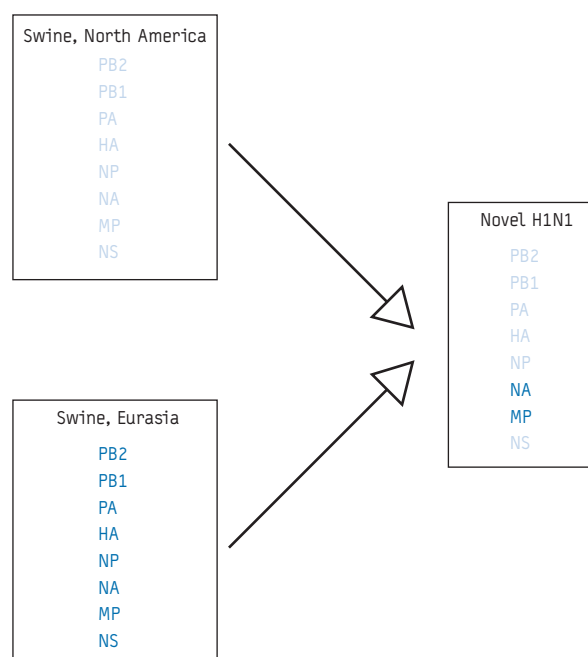 Swine, North America
PB2
PB1
PA
HA
NP
NA
MP
NS
Novel H1N1
PB2
PB1
PA
HA
NP
NA
MP
NS
Swine, Eurasia
PB2
PB1
PA
HA
NP
NA
MP
NS